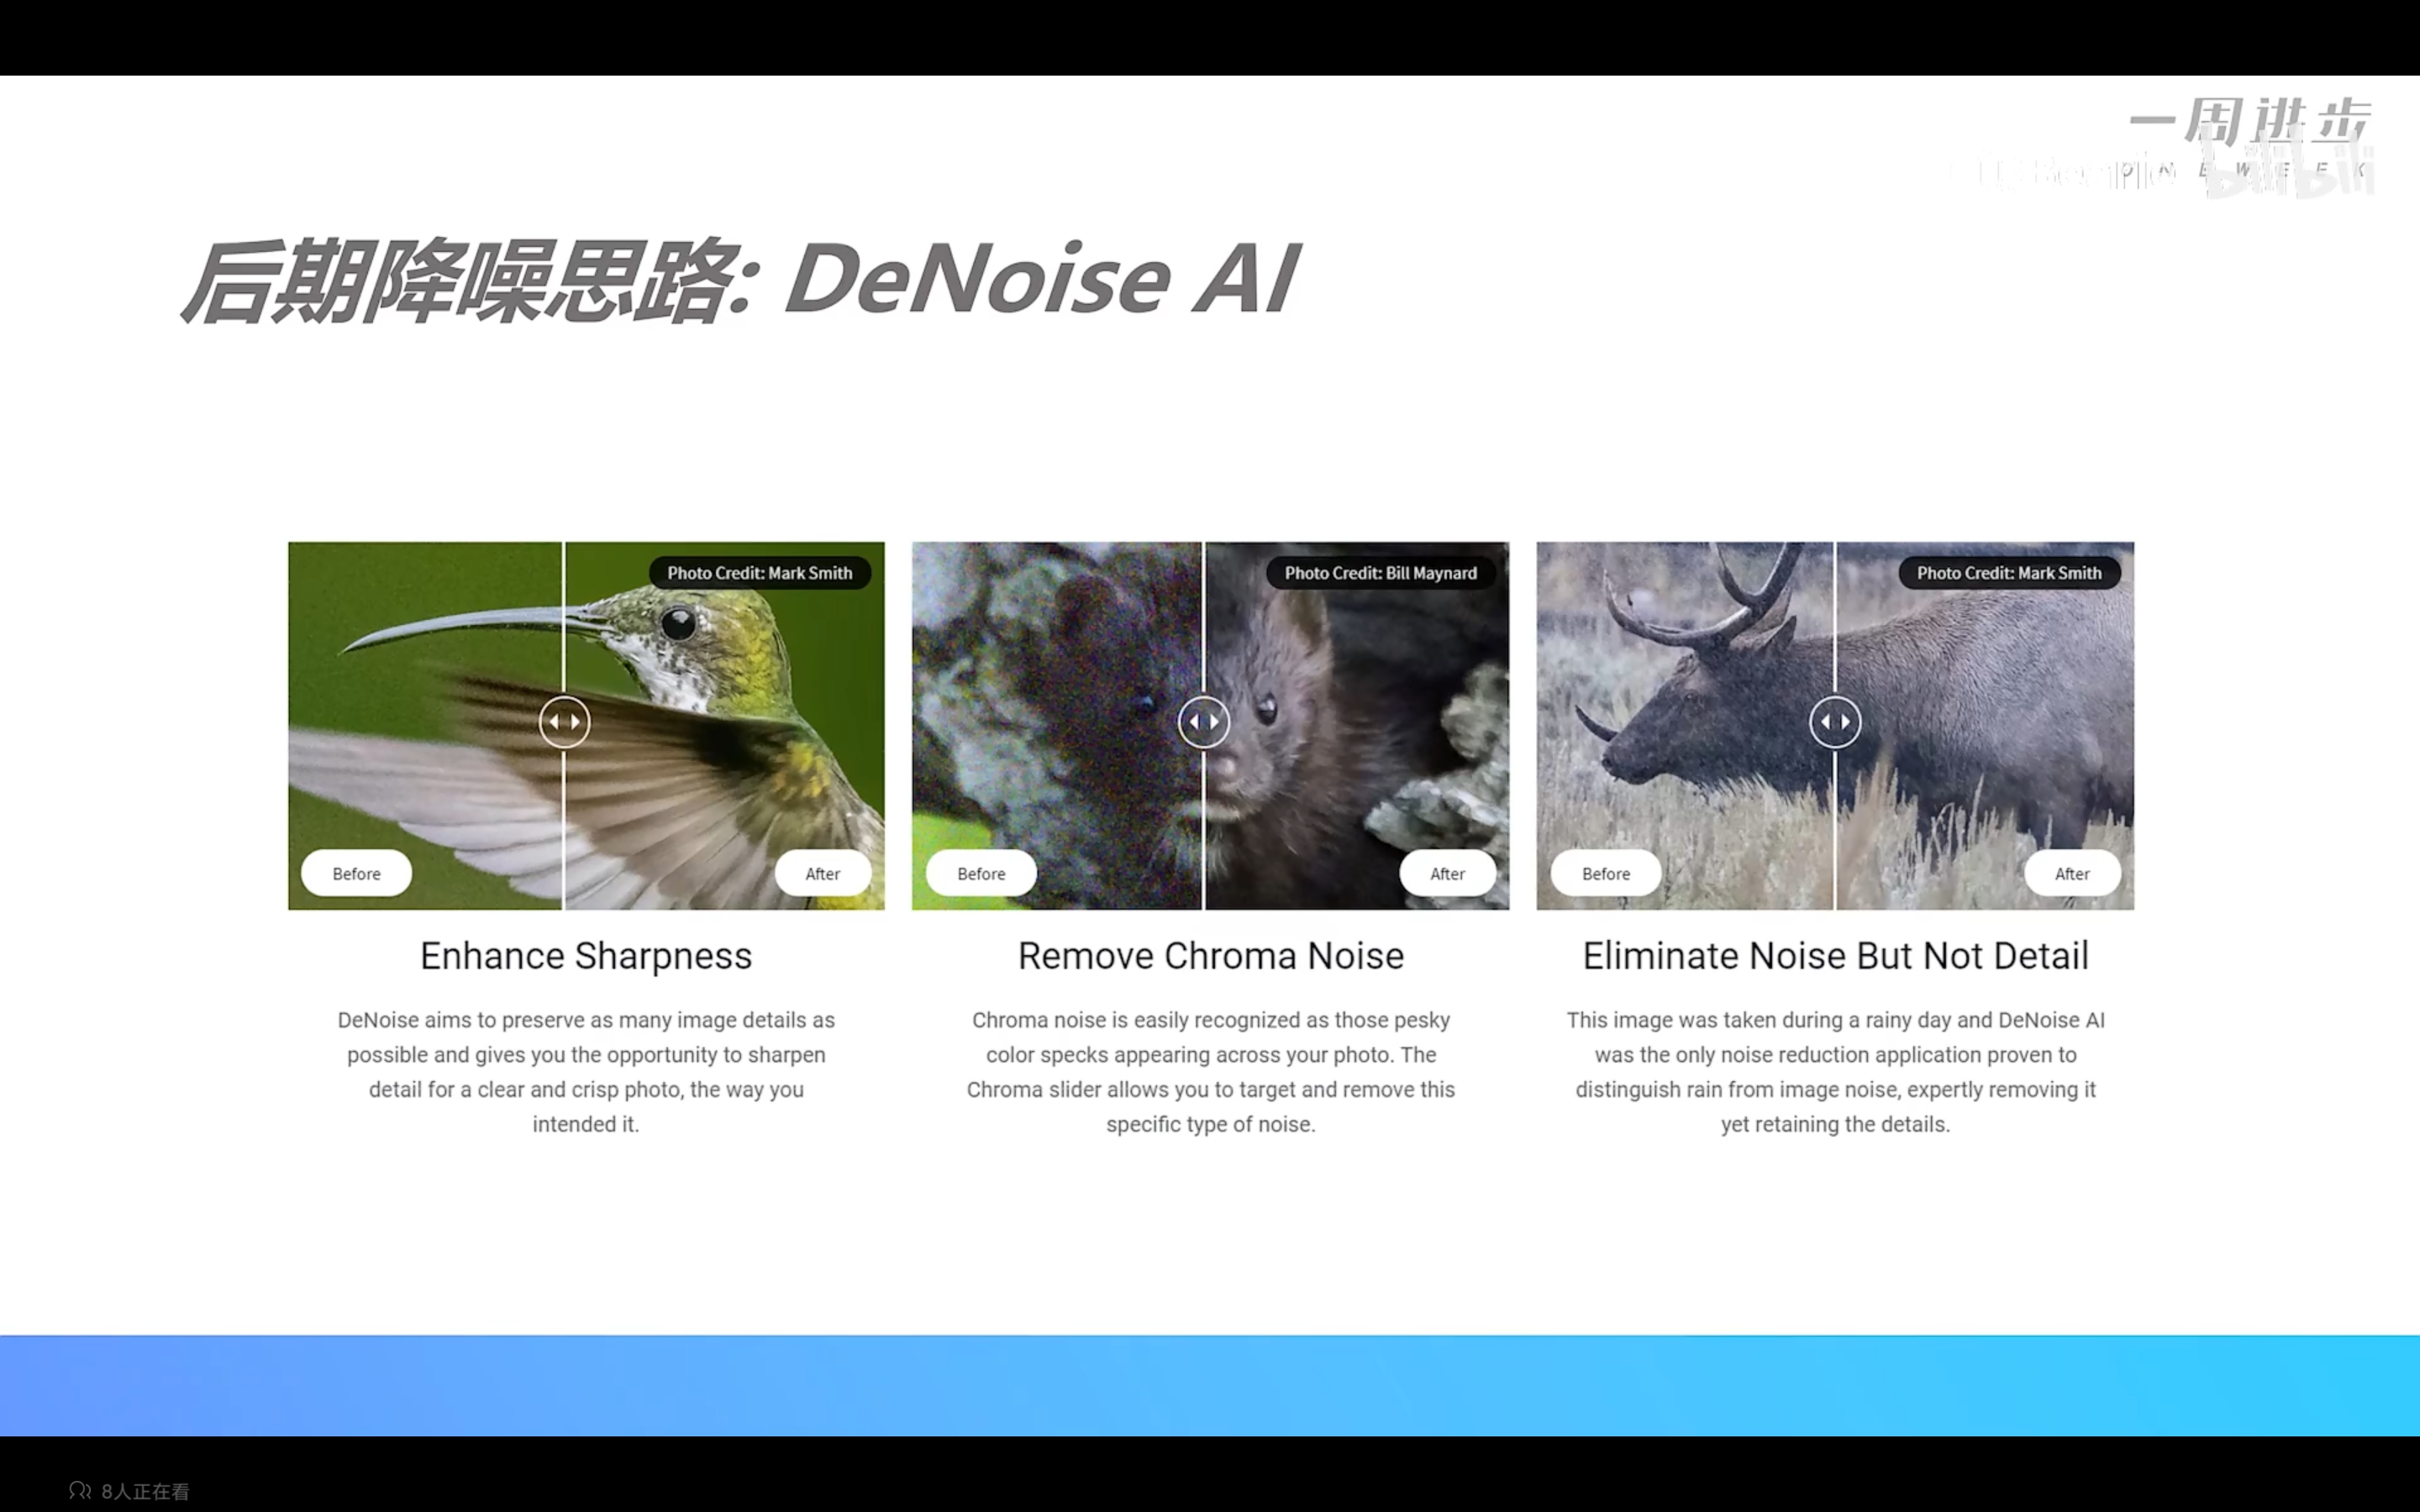 一周进步
bilibili
后期降噪思路: DeNoise AI
Photo Credit: Mark Smith
Before
After
Enhance Sharpness
DeNoise aims to preserve as many image details as
possible and gives you the opportunity to sharpen
detail for a clear and crisp photo, the way you
intended it.
Photo Credit: Bill Maynard
Before
After
Remove Chroma Noise
Chroma noise is easily recognized as those pesky
color specks appearing across your photo. The
Chroma slider allows you to target and remove this
specific type of noise.
Photo Credit: Mark Smith
Before
After
Eliminate Noise But Not Detail
This image was taken during a rainy day and DeNoise AI
was the only noise reduction application proven to
distinguish rain from image noise, expertly removing it
yet retaining the details.
8人正在看